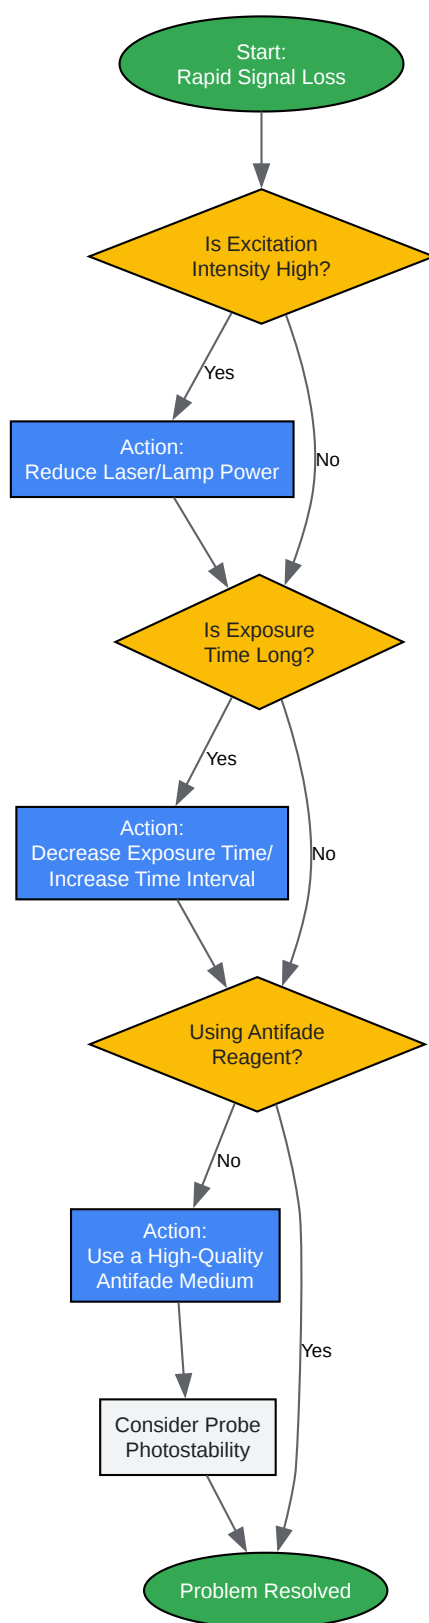 Start:
Rapid Signal Loss
Is Excitation
Intensity High?
Yes
No
Action:
Reduce Laser/Lamp Power
Is Exposure
Time Long?
Yes
No
Action:
Decrease Exposure Time/
Increase Time Interval
Using Antifade
Reagent?
No
Yes
Action:
Use a High-Quality
Antifade Medium
Consider Probe
Photostability
Problem Resolved